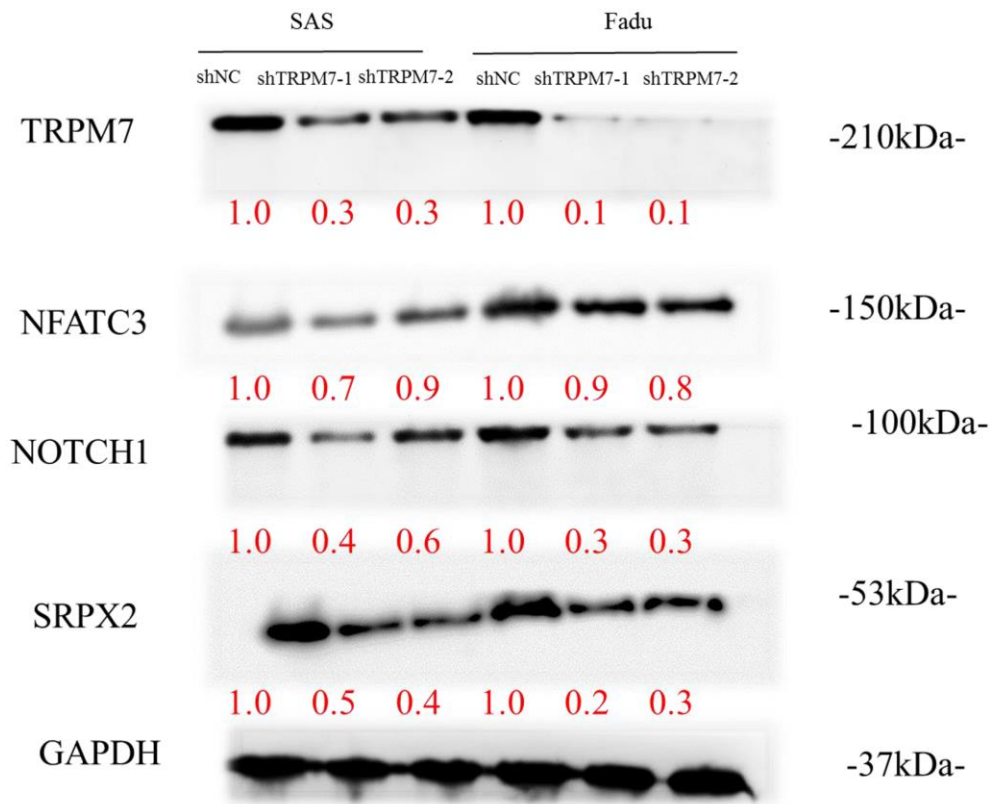 SAS Fadu
shNC shTRPM7-1 shTRPM7-2 shNC shTRPM7-1 shTRPM7-2
TRPM7 -210kDa-
1.0 0.3 0.3 1.0 0.1 0.1
NFATC3 -150kDa-
1.0 0.7 0.9 1.0 0.9 0.8
NOTCH1 -100kDa-
1.0 0.4 0.6 1.0 0.3 0.3
SRPX2 -53kDa-
1.0 0.5 0.4 1.0 0.2 0.3
GAPDH -37kDa-